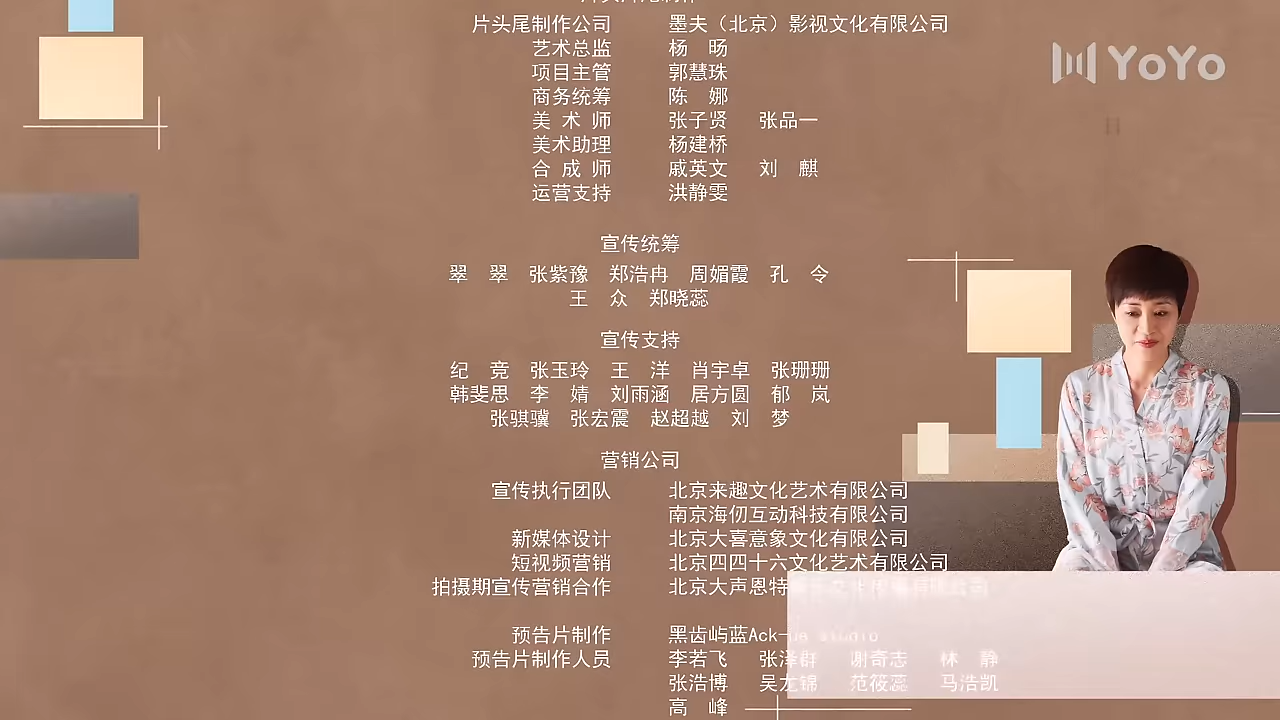 片头尾制作公司 墨夫（北京）影视文化有限公司
YoYo
艺术总监 杨 旸
项目主管 郭慧珠
商务统筹 陈 娜
美 术 师 张子贤 张品一
美术助理 杨建桥
合 成 师 戚英文 刘 麒
运营支持 洪静雯
宣传统筹
翠 翠 张紫豫 郑浩冉 周媚霞 孔 令
王 众 郑晓蕊
宣传支持
纪 竞 张玉玲 王 洋 肖宇卓 张珊珊
韩斐思 李 婧 刘雨涵 居方圆 郁 岚
张骐骥 张宏震 赵超越 刘 梦
营销公司
宣传执行团队 北京来趣文化艺术有限公司
南京海仞互动科技有限公司
新媒体设计 北京大喜意象文化有限公司
短视频营销 北京四四十六文化艺术有限公司
拍摄期宣传营销合作 北京大声恩特
预告片制作 黑齿屿蓝Ack-ue studio
预告片制作人员 李若飞 张泽群 谢奇志 林 静
张浩博 吴龙锦 范筱蕊 马浩凯
高 峰